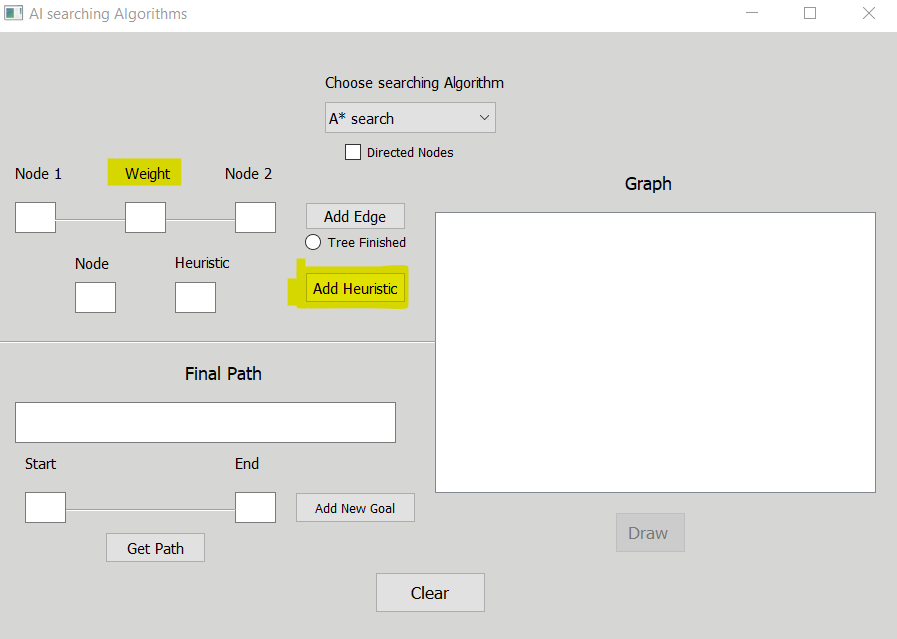 AI searching Algorithms
Choose searching Algorithm
A* search
Directed Nodes
Node 1
Weight
Node 2
Graph
Add Edge
Tree Finished
Node
Heuristic
Add Heuristic
Final Path
Start
End
Add New Goal
Get Path
Draw
Clear